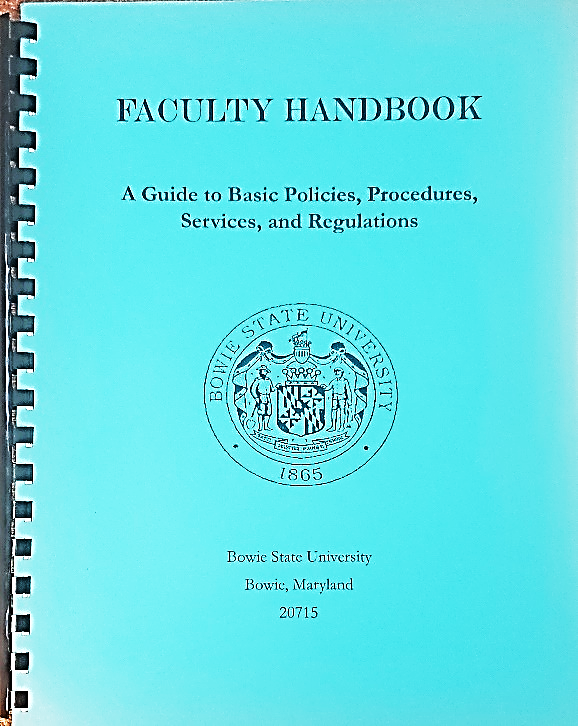 FACULTY HANDBOOK
A Guide to Basic Policies, Procedures,
Services, and Regulations
BOWIE STATE UNIVERSITY
1865
Bowie State University
Bowie, Maryland
20715